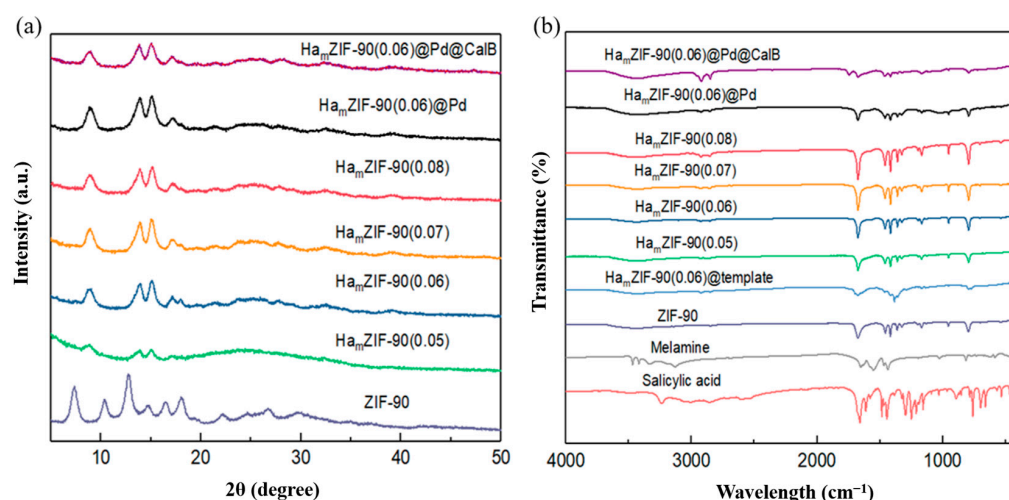 (a)
Intensity (a.u.)
HamZIF-90(0.06)@Pd@CalB
HamZIF-90(0.06)@Pd
HamZIF-90(0.08)
HamZIF-90(0.07)
HamZIF-90(0.06)
HamZIF-90(0.05)
ZIF-90
10 20 30 40 50
2θ (degree)
(b)
Transmittance (%)
HamZIF-90(0.06)@Pd@CalB
HamZIF-90(0.06)@Pd
HamZIF-90(0.08)
HamZIF-90(0.07)
HamZIF-90(0.06)
HamZIF-90(0.05)
HamZIF-90(0.06)@template
ZIF-90
Melamine
Salicylic acid
4000 3000 2000 1000
Wavelength (cm⁻¹)